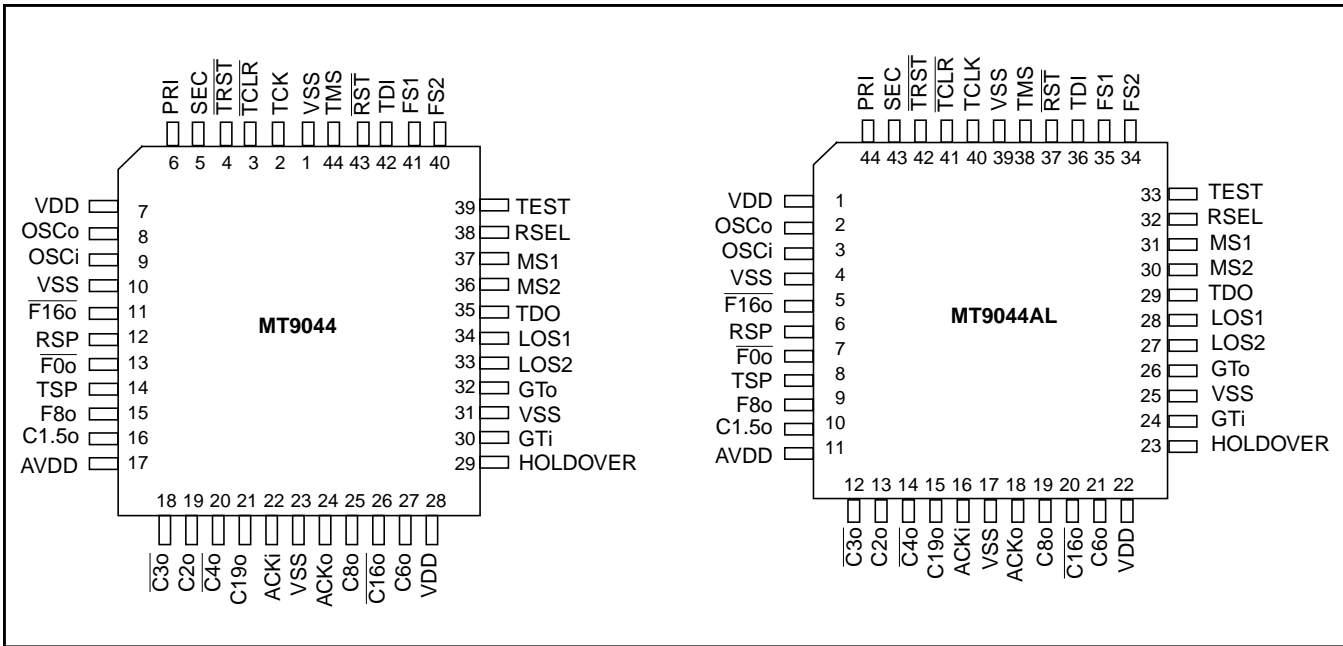 PRI SEC TRST TCLR TCK VSS TMS RST TDI FS1 FS2
6 5 4 3 2 1 44 43 42 41 40
VDD 7
OSCo 8
OSCi 9
VSS 10
F16o 11
RSP 12
F0o 13
TSP 14
F8o 15
C1.5o 16
AVDD 17
MT9044
39 TEST
38 RSEL
37 MS1
36 MS2
35 TDO
34 LOS1
33 LOS2
32 GTo
31 VSS
30 GTi
29 HOLDOVER
18 19 20 21 22 23 24 25 26 27 28
C3o C2o C4o C19o ACKi VSS ACKo C8o C16o C6o VDD
PRI SEC TRST TCLR TCLK VSS TMS RST TDI FS1 FS2
44 43 42 41 40 39 38 37 36 35 34
VDD 1
OSCo 2
OSCi 3
VSS 4
F16o 5
RSP 6
F0o 7
TSP 8
F8o 9
C1.5o 10
AVDD 11
MT9044AL
33 TEST
32 RSEL
31 MS1
30 MS2
29 TDO
28 LOS1
27 LOS2
26 GTo
25 VSS
24 GTi
23 HOLDOVER
12 13 14 15 16 17 18 19 20 21 22
C3o C2o C4o C19o ACKi VSS ACKo C8o C16o C6o VDD